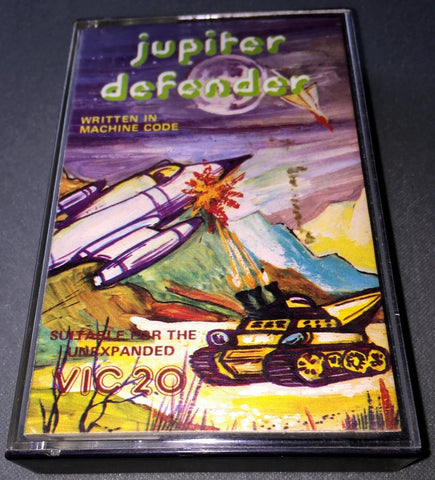 jupiter
defender
WRITTEN IN
MACHINE CODE
SUITABLE FOR THE
UNEXPANDED
VIC 20